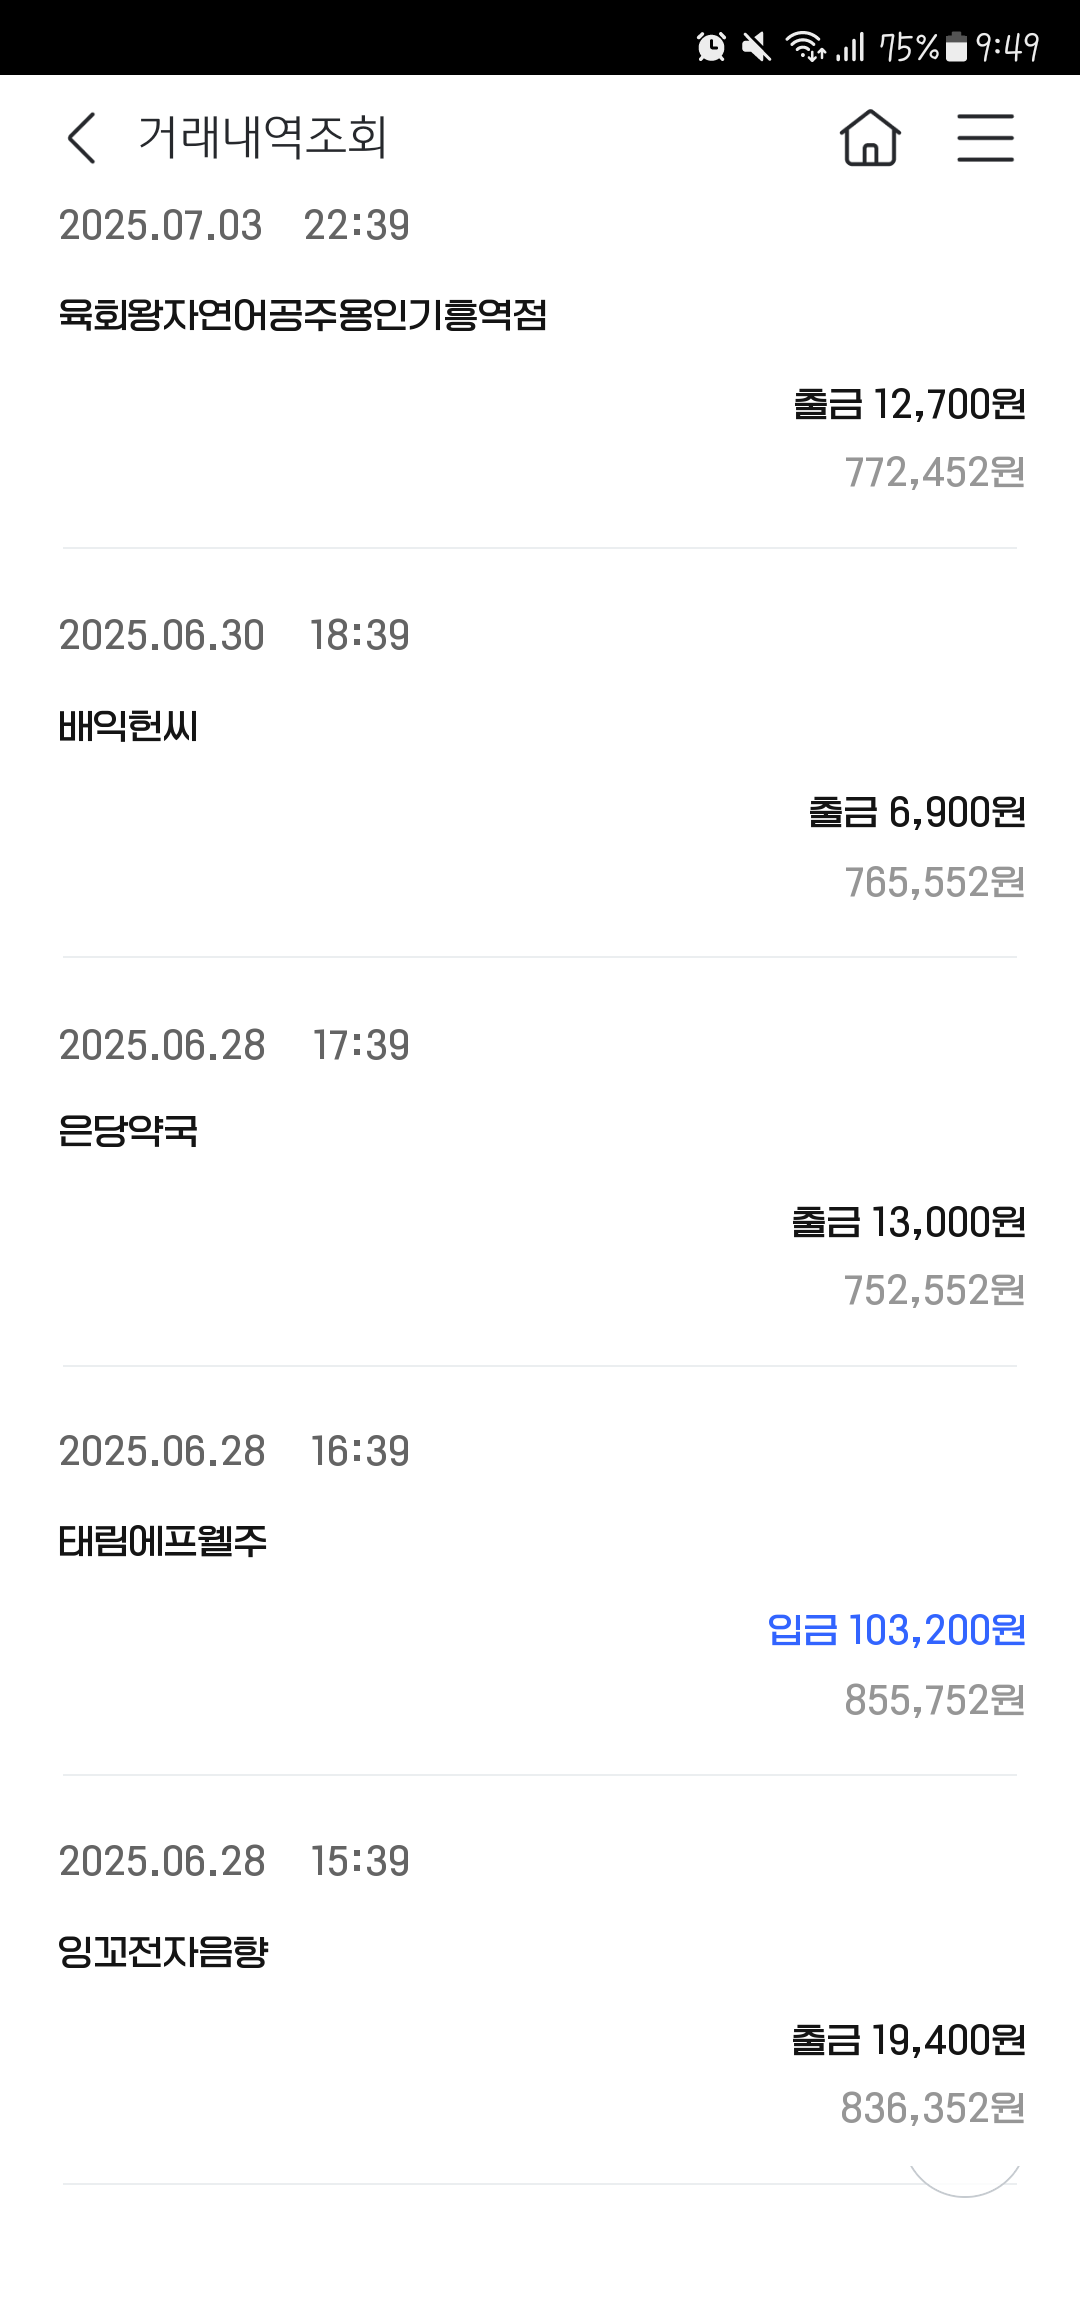 75% 9:49
거래내역조회
2025.07.03 22:39
육회왕자연어공주용인기흥역점
출금 12,700원
772,452원
2025.06.30 18:39
배익헌씨
출금 6,900원
765,552원
2025.06.28 17:39
은당약국
출금 13,000원
752,552원
2025.06.28 16:39
태림에프웰주
입금 103,200원
855,752원
2025.06.28 15:39
잉꼬전자음향
출금 19,400원
836,352원